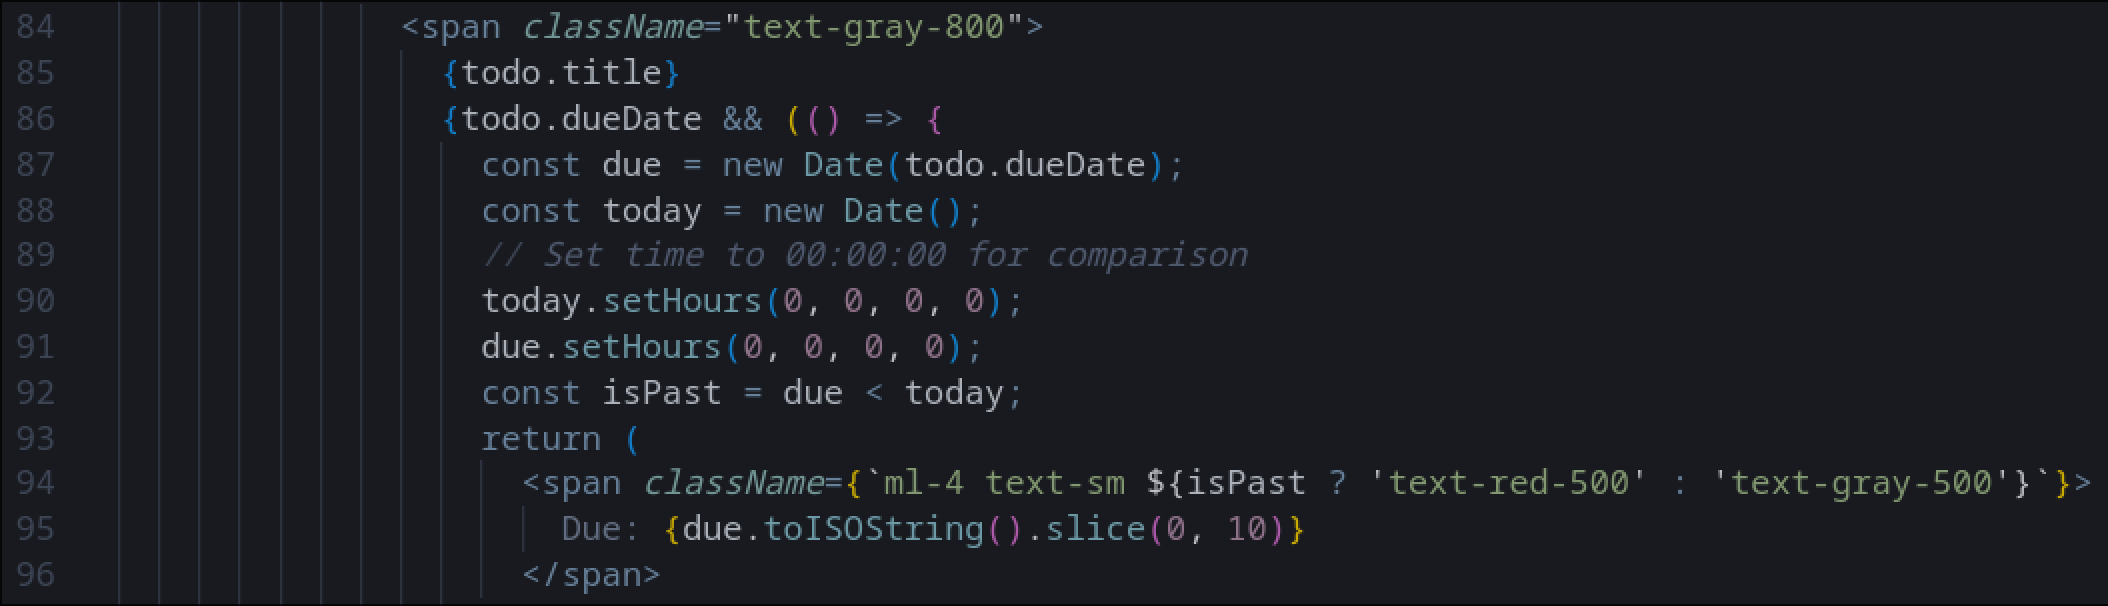 84 <span className="text-gray-800">
85 {todo.title}
86 {todo.dueDate && (() => {
87 const due = new Date(todo.dueDate);
88 const today = new Date();
89 // Set time to 00:00:00 for comparison
90 today.setHours(0, 0, 0, 0);
91 due.setHours(0, 0, 0, 0);
92 const isPast = due < today;
93 return (
94 <span className={`ml-4 text-sm ${isPast ? 'text-red-500' : 'text-gray-500'}`}>
95 Due: {due.toISOString().slice(0, 10)}
96 </span>